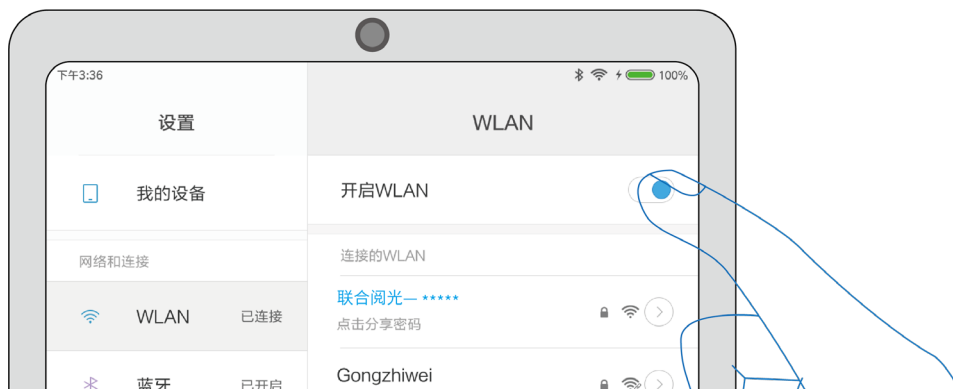 下午3:36
100%
设置
WLAN
我的设备
开启WLAN
网络和连接
连接的WLAN
联合阅光— *****
点击分享密码
WLAN
已连接
Gongzhiwei
蓝牙
已开启